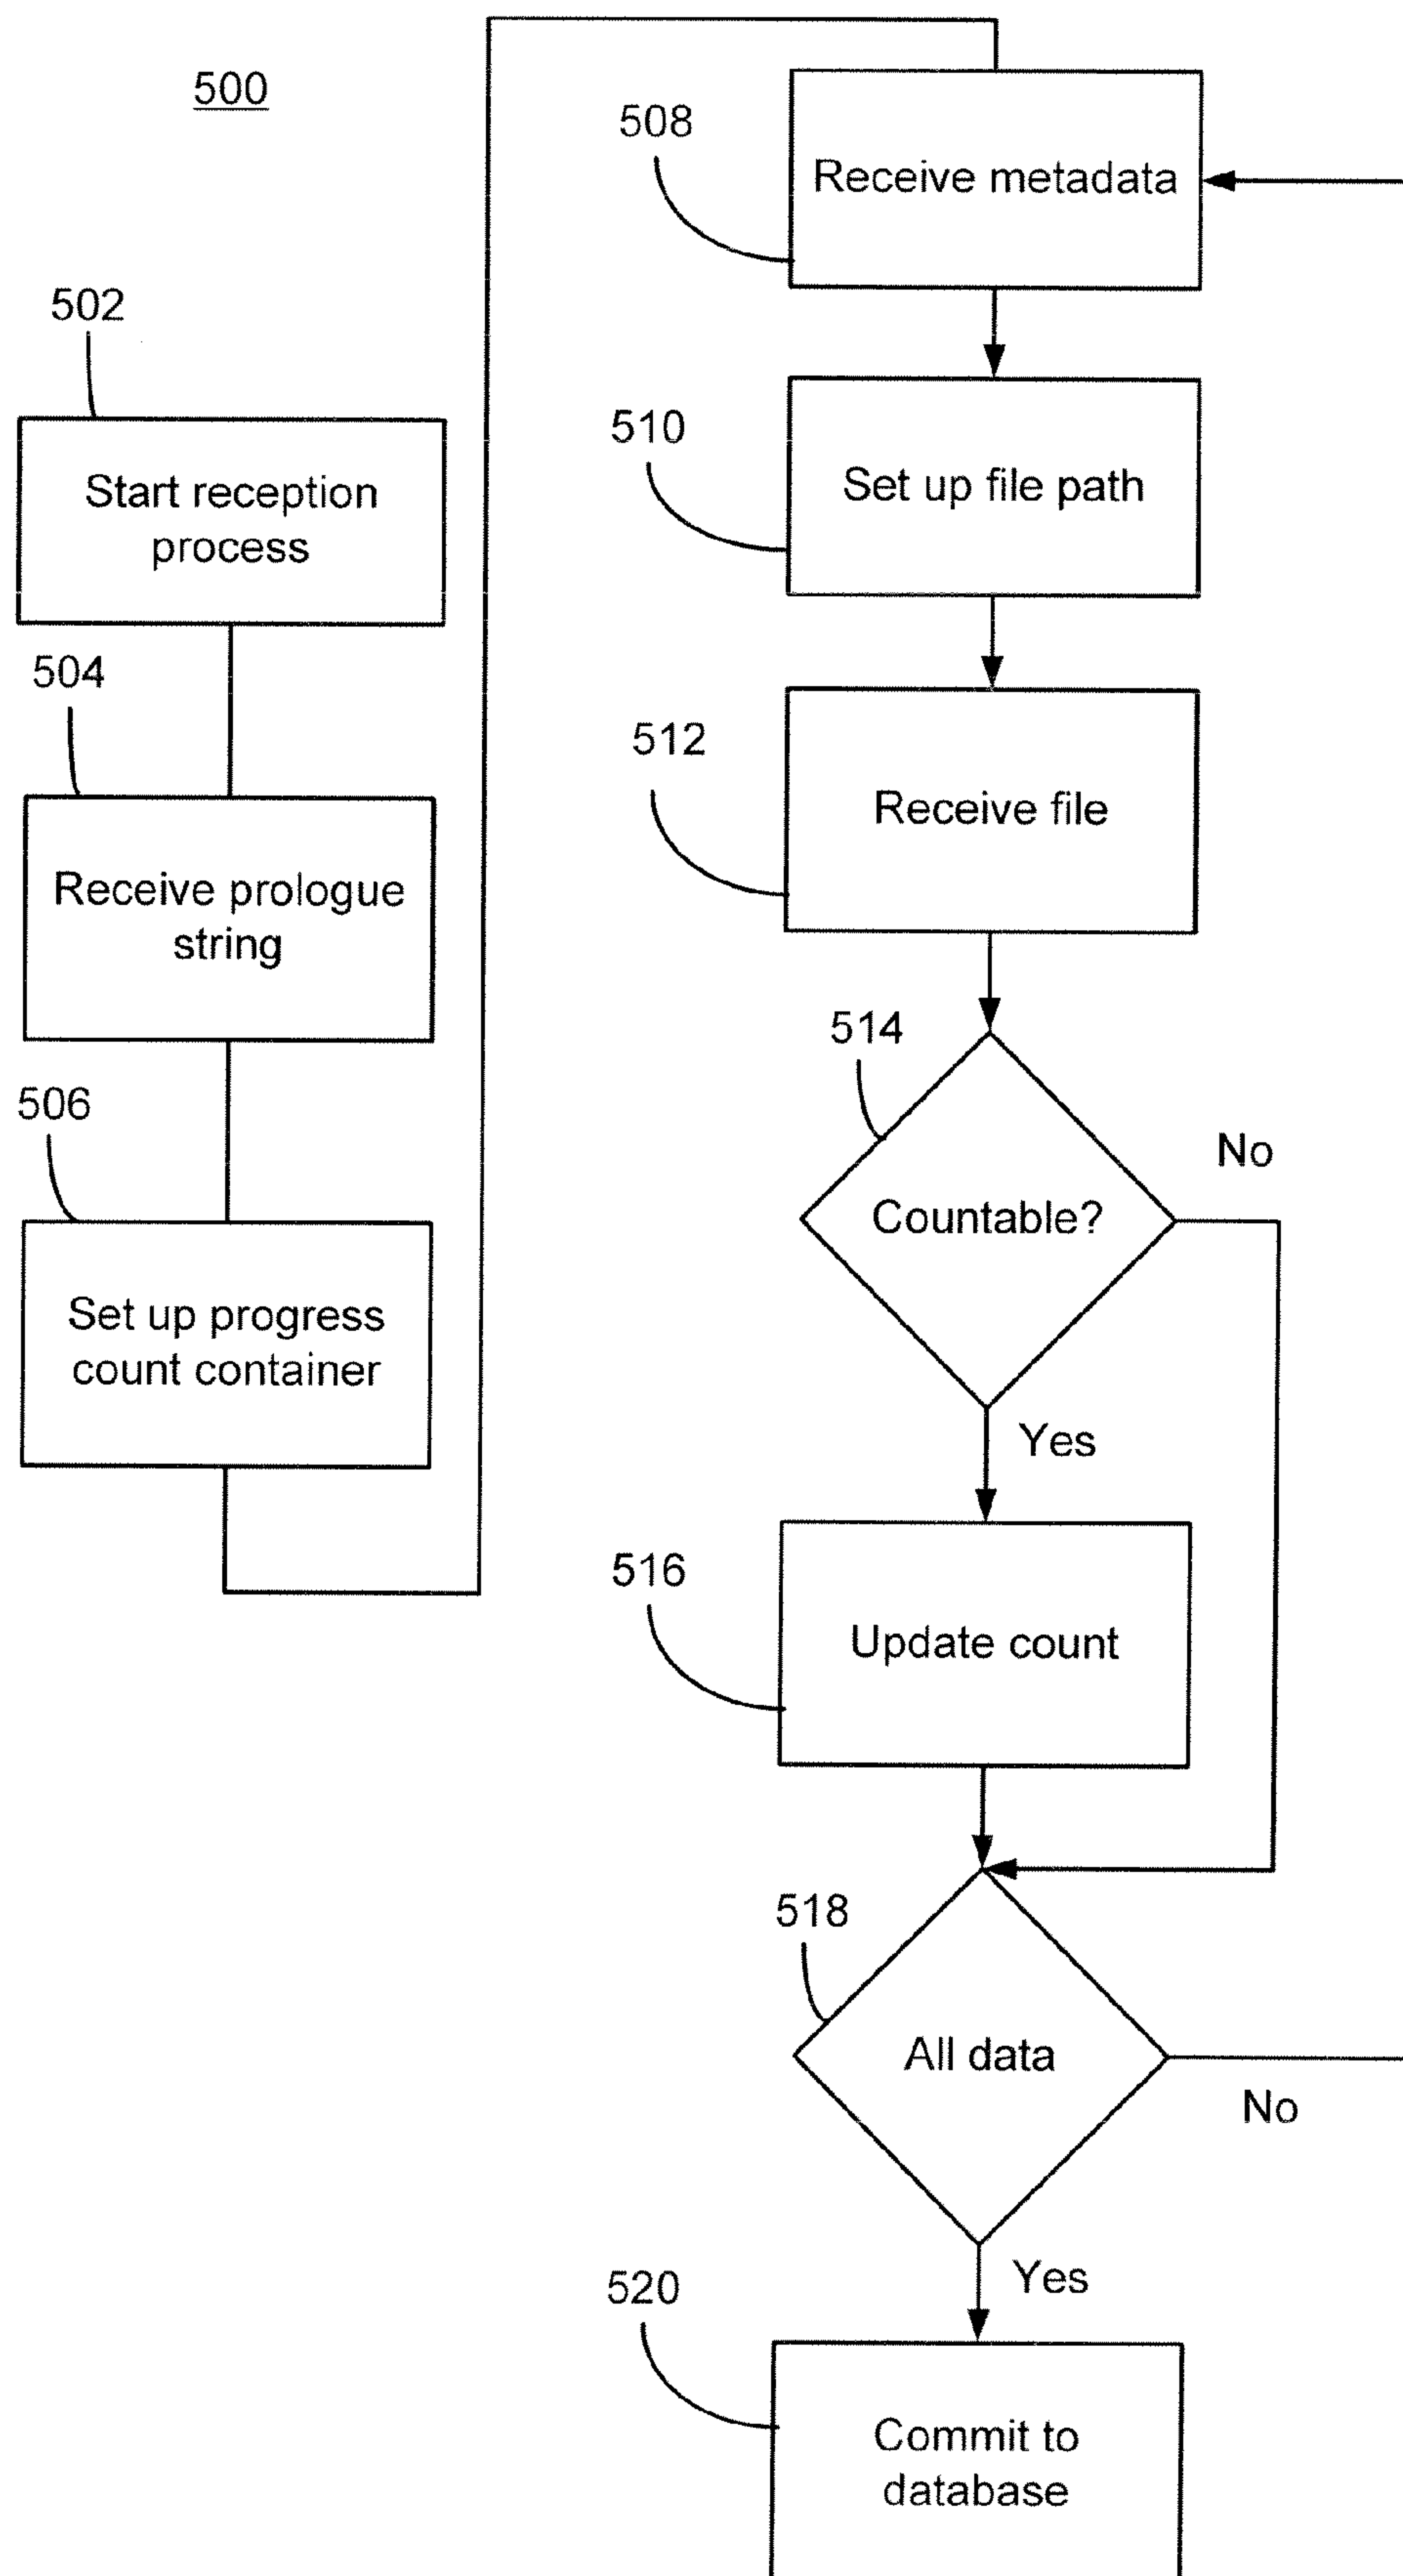 500
502
Start reception
process
504
Receive prologue
string
506
Set up progress
count container
508
Receive metadata
510
Set up file path
512
Receive file
514
Countable?
No
Yes
516
Update count
518
All data
No
Yes
520
Commit to
database